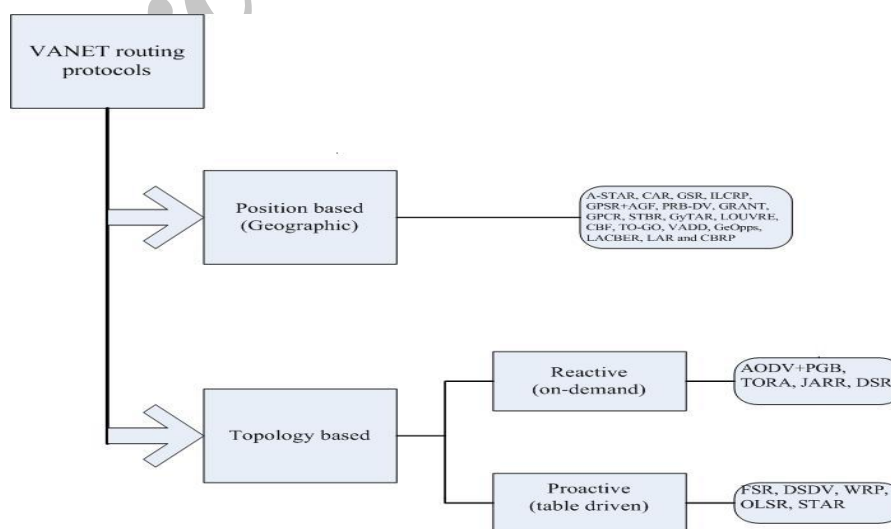 VANET routing
protocols
Position based
(Geographic)
A-STAR, CAR, GSR, ILCRP,
GPSR+AGF, PRB-DV, GRANT,
GPCR, STBR, GyTAR, LOUVRE,
CBF, TO-GO, VADD, GeOpps,
LACBER, LAR and CBRP
Topology based
Reactive
(on-demand)
AODV+PGB,
TORA, JARR, DSR
Proactive
(table driven)
FSR, DSDV, WRP,
OLSR, STAR